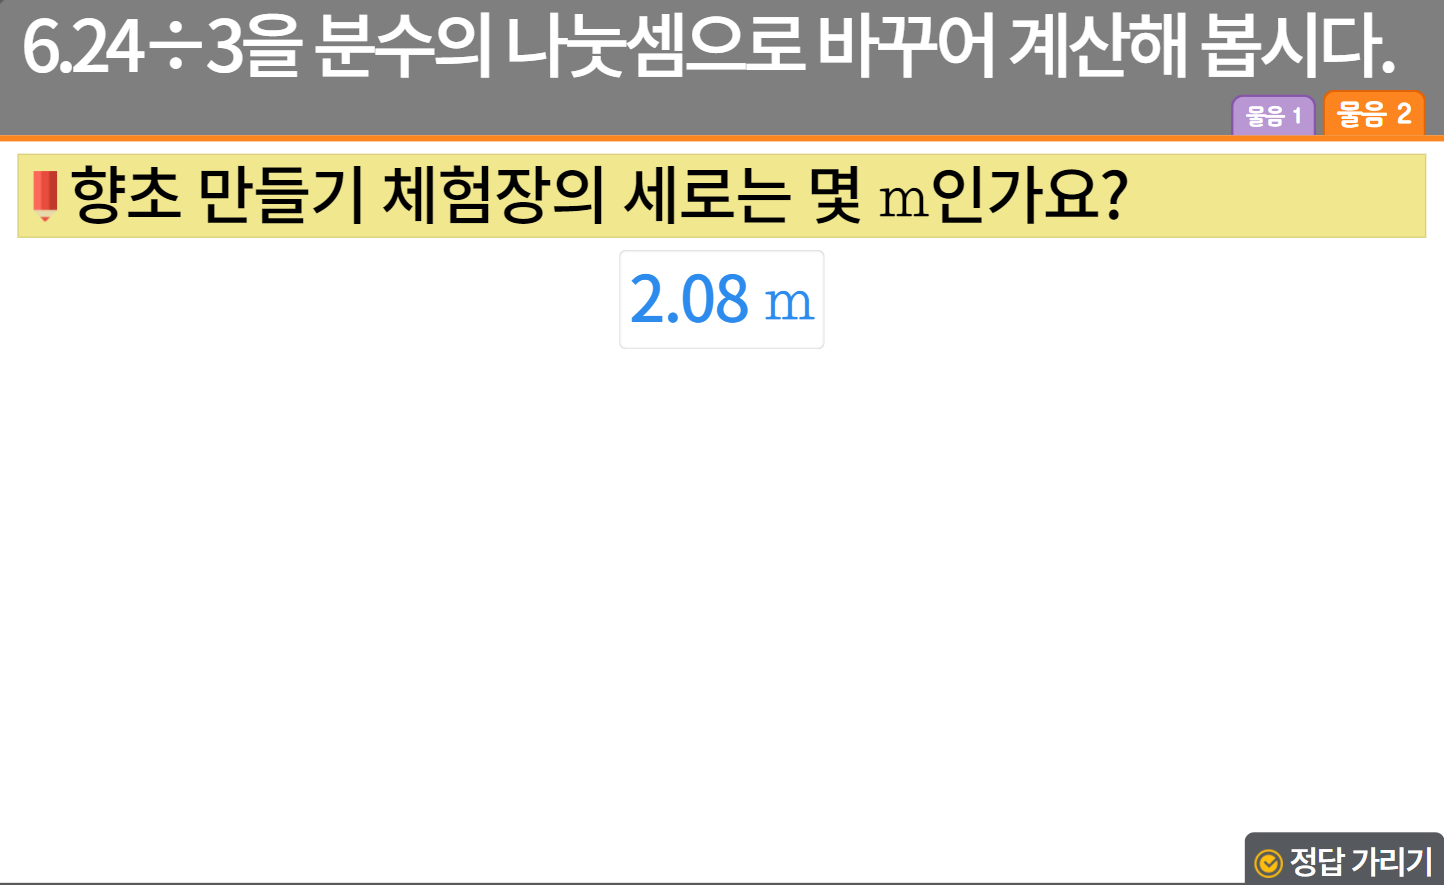 6.24÷3을 분수의 나눗셈으로 바꾸어 계산해 봅시다.
물음 1 물음 2
향초 만들기 체험장의 세로는 몇 m인가요?
2.08 m
정답 가리기